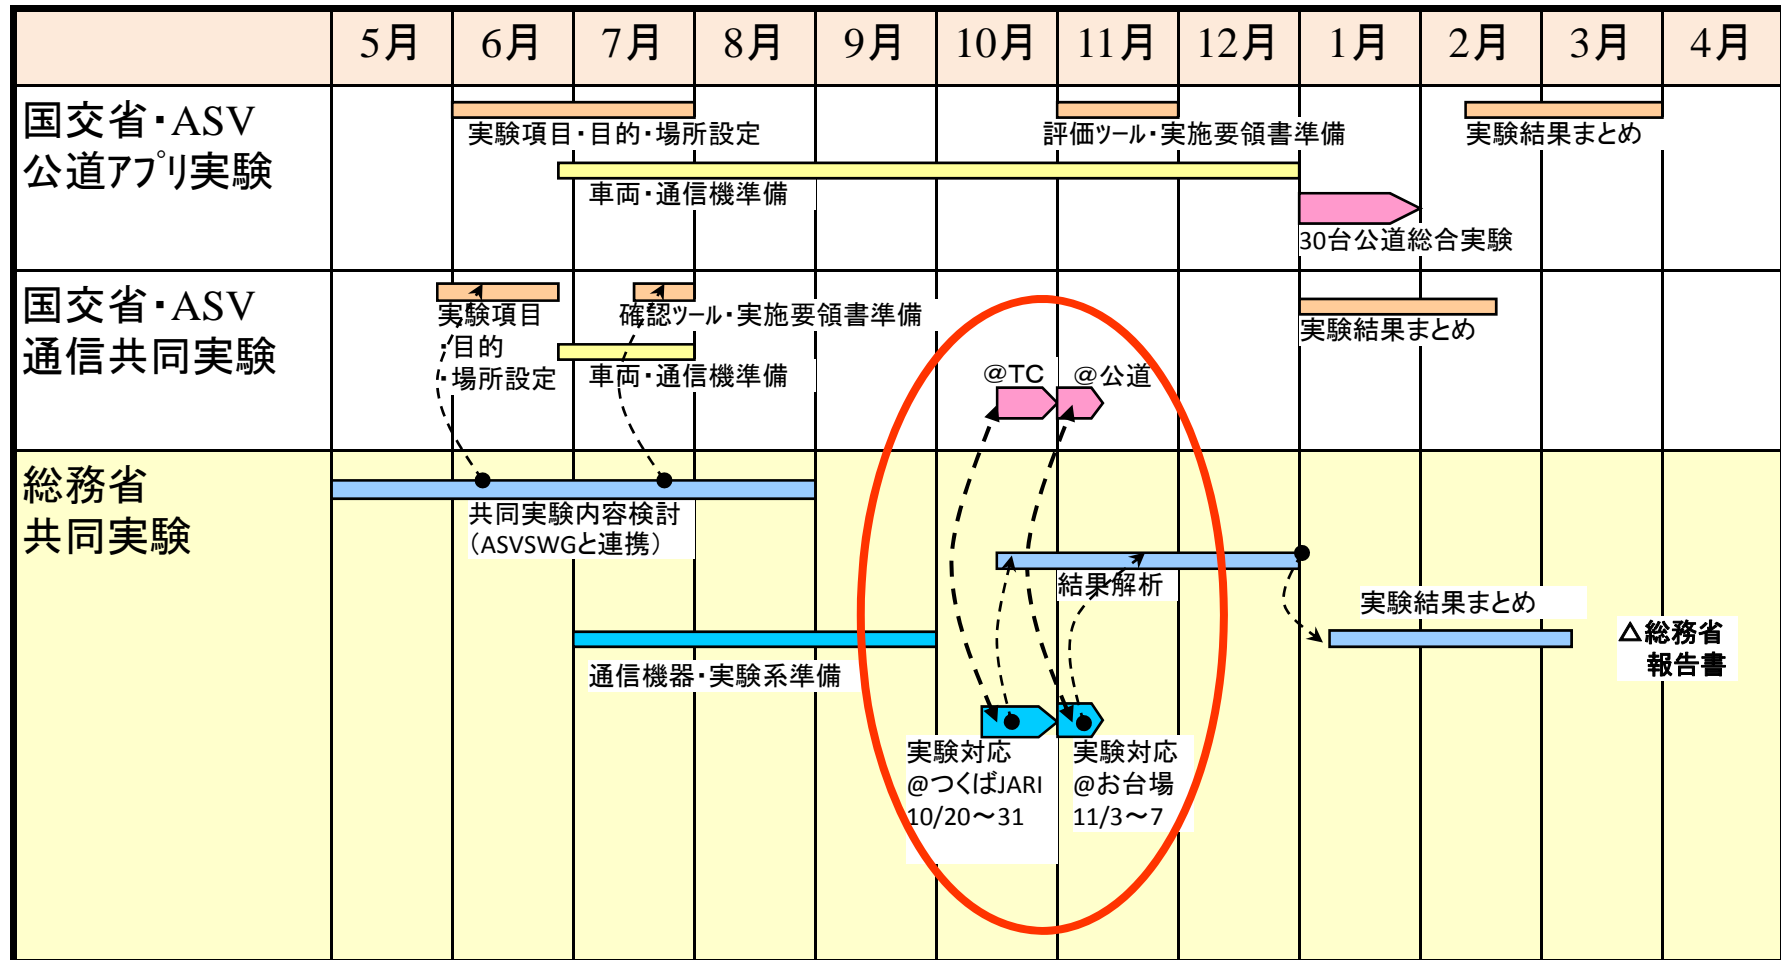 5月 6月 7月 8月 9月 10月 11月 12月 1月 2月 3月 4月
国交省・ASV
公道アプリ実験
実験項目・目的・場所設定
評価ツール・実施要領書準備
実験結果まとめ
車両・通信機準備
30台公道総合実験
国交省・ASV
通信共同実験
実験項目
・目的
・場所設定
確認ツール・実施要領書準備
車両・通信機準備
実験結果まとめ
@TC
@公道
総務省
共同実験
共同実験内容検討
（ASVSWGと連携）
結果解析
実験結果まとめ
通信機器・実験系準備
△総務省
報告書
実験対応
@つくばJARI
10/20～31
実験対応
@お台場
11/3～7